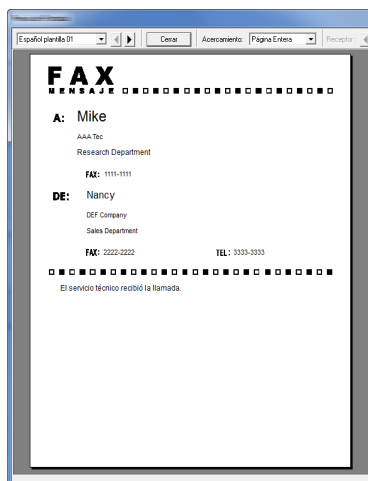 Español plantilla 01 Cerrar Acercamiento: Página Entera Receptor:
FAX
MENSAJE
A: Mike
AAA Tec
Research Department
FAX: 1111-1111
DE: Nancy
DEF Company
Sales Department
FAX: 2222-2222 TEL: 3333-3333
El servicio técnico recibió la llamada.